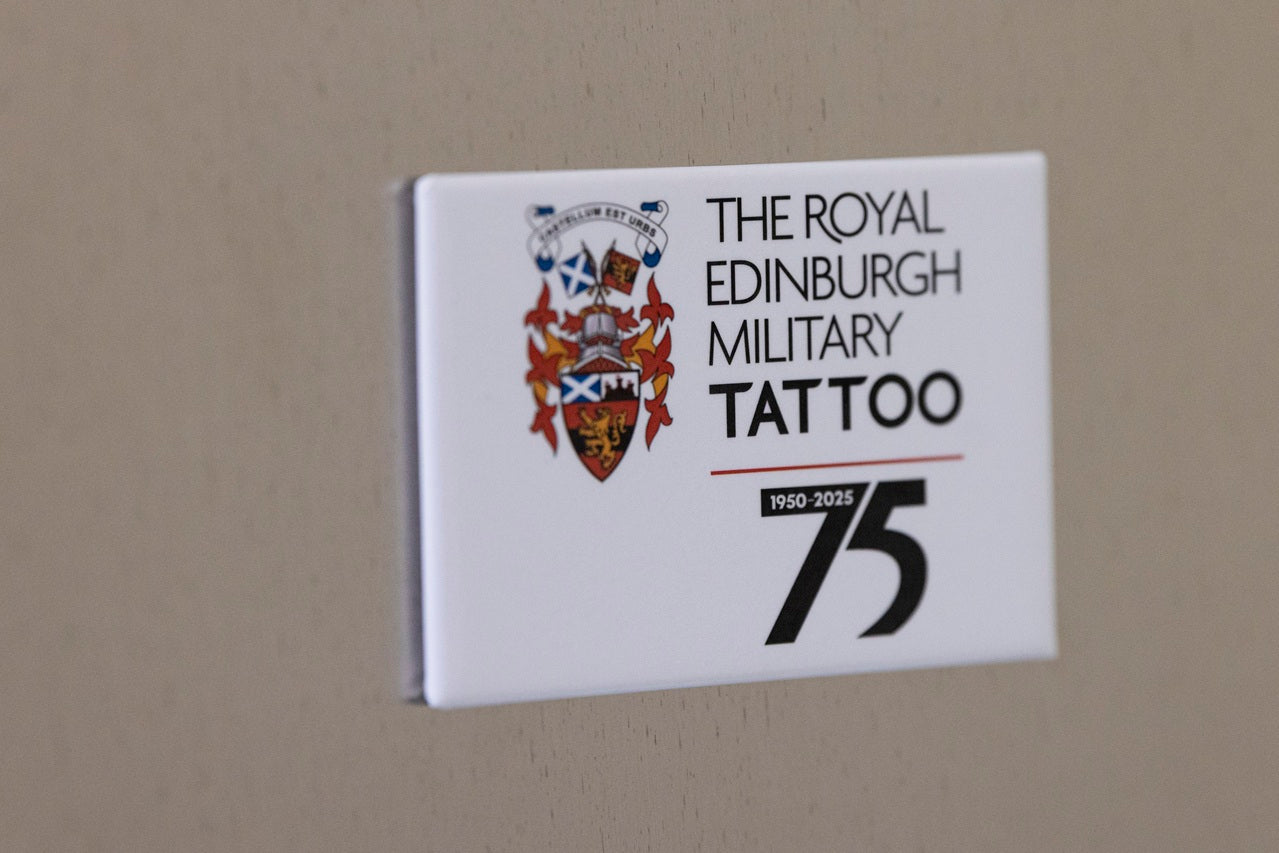 CASTELLUM EST URBS
THE ROYAL
EDINBURGH
MILITARY
TATTOO
1950-2025
75